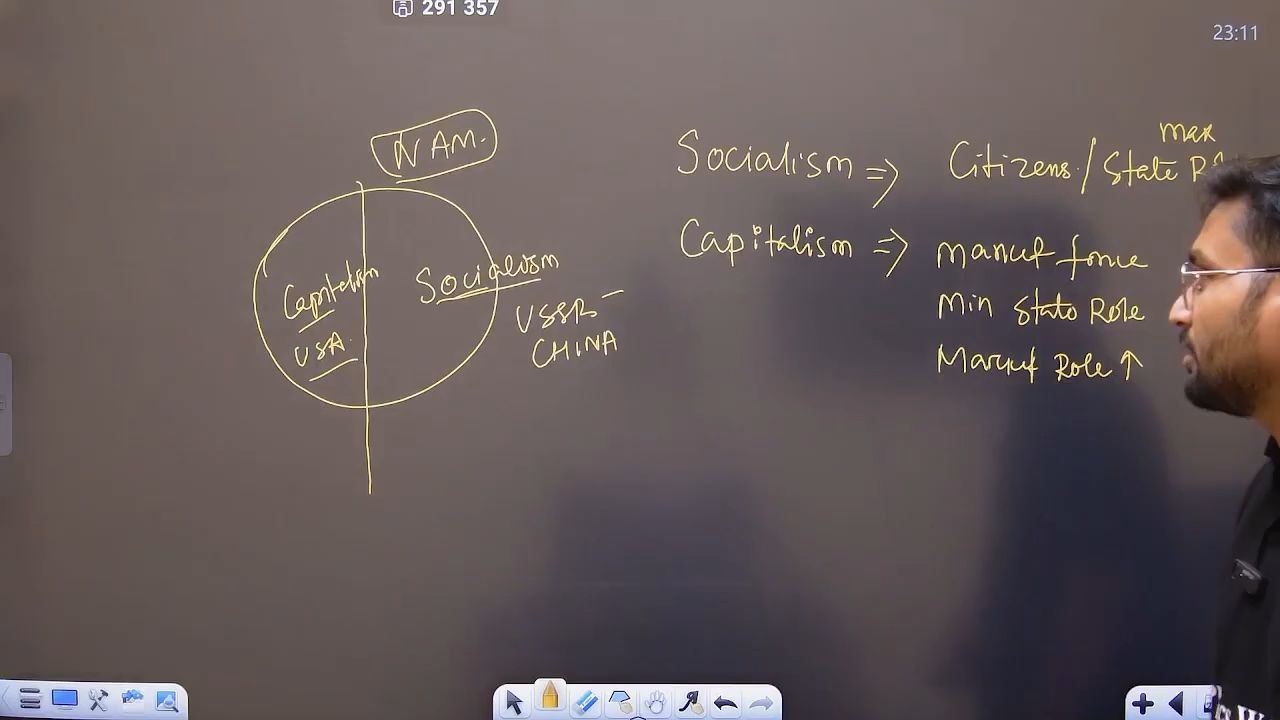 291 357
23:11
NAM.
Capitalism
USA.
Socialism
USSR
CHINA
max
Socialism => Citizens / State
Capitalism => Market force
Min State Role
Market Role ↑